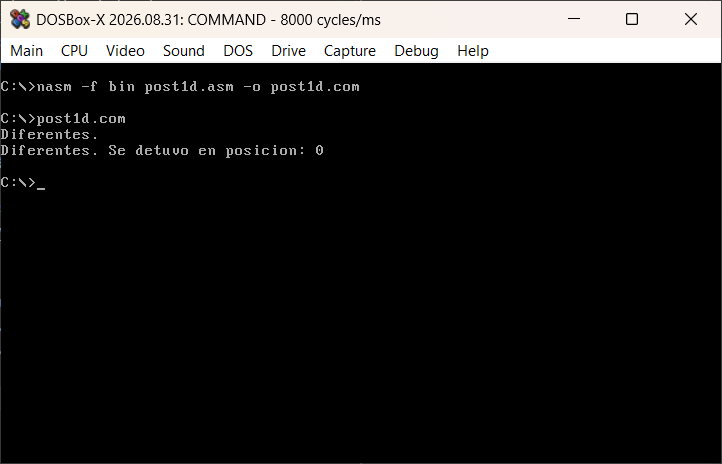 DOSBox-X 2026.08.31: COMMAND - 8000 cycles/ms
Main CPU Video Sound DOS Drive Capture Debug Help
C:\>nasm -f bin post1d.asm -o post1d.com
C:\>post1d.com
Diferentes.
Diferentes. Se detuvo en posicion: 0
C:\>_